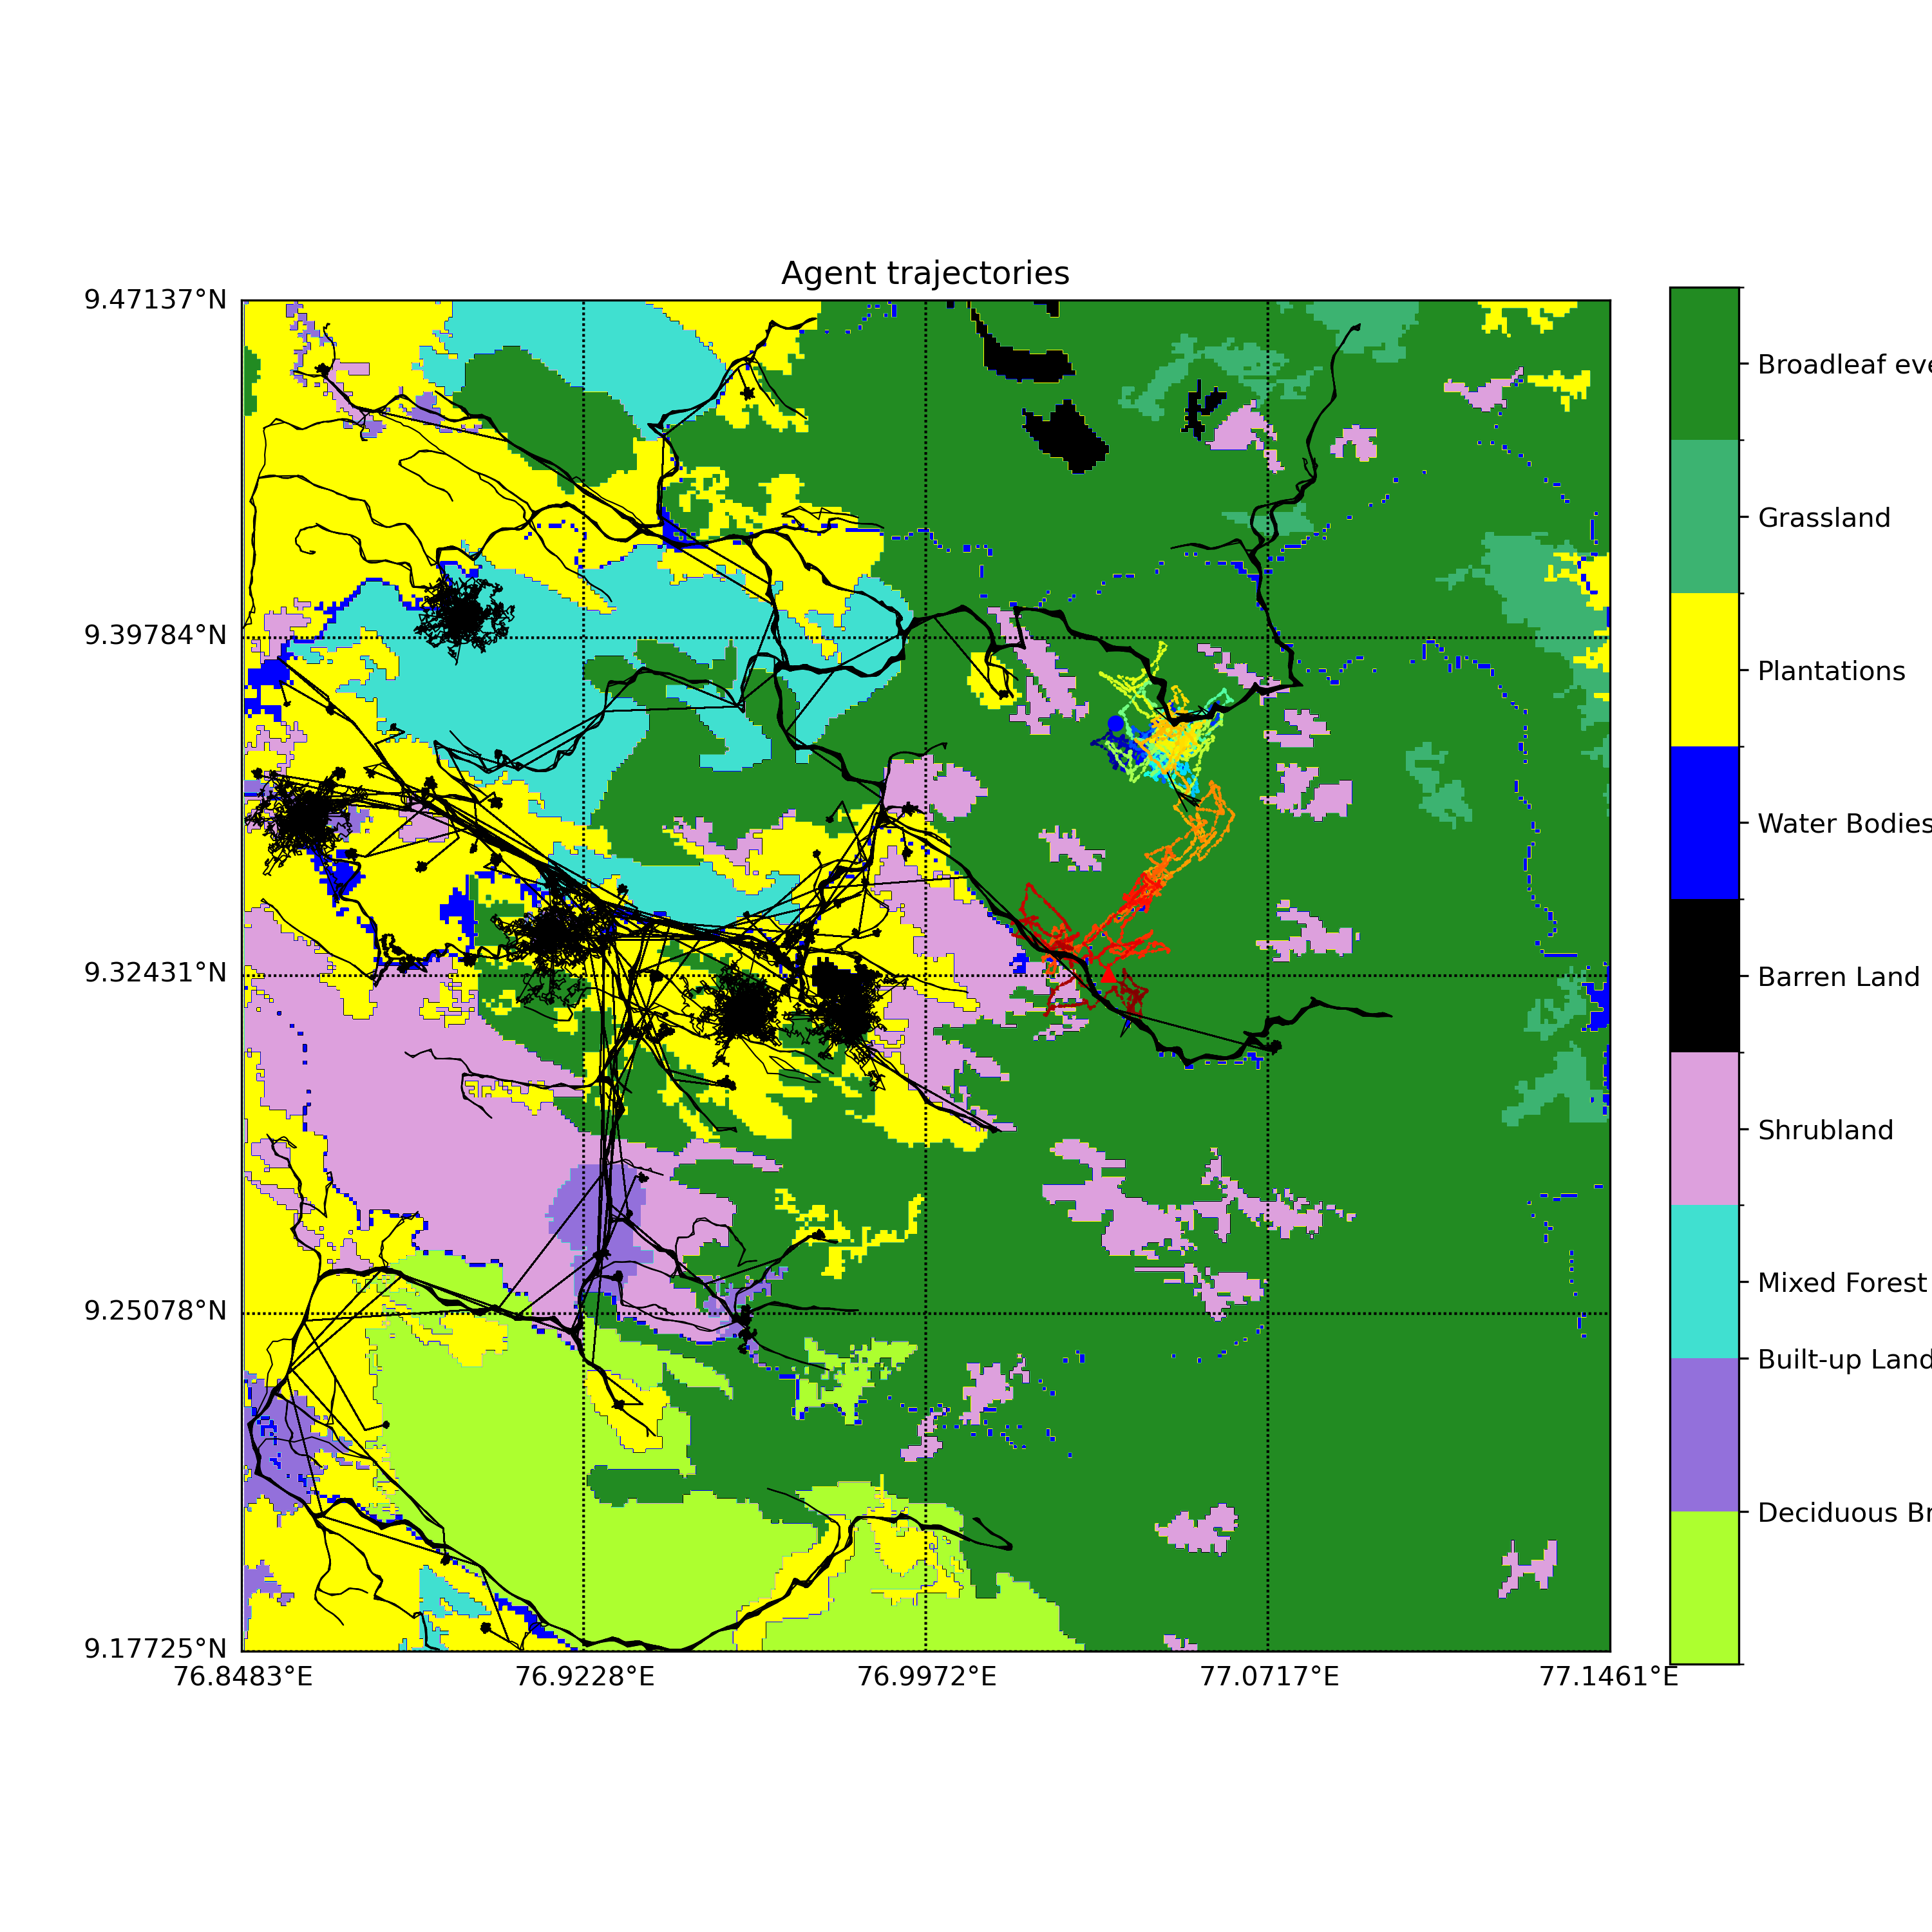 Agent trajectories
9.47137°N
9.39784°N
9.32431°N
9.25078°N
9.17725°N
76.8483°E
76.9228°E
76.9972°E
77.0717°E
77.1461°E
Broadleaf eve
Grassland
Plantations
Water Bodies
Barren Land
Shrubland
Mixed Forest
Built-up Land
Deciduous Br